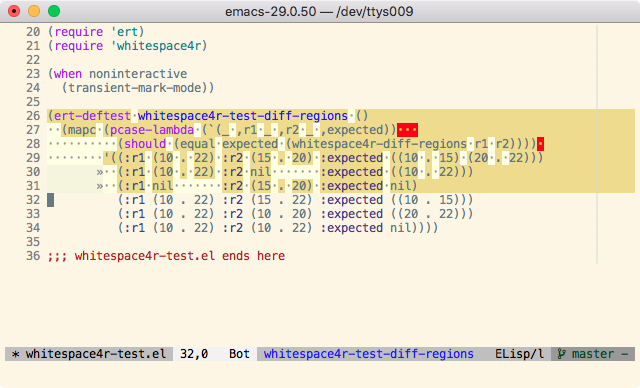 emacs-29.0.50 — /dev/ttys009
20 (require 'ert)
21 (require 'whitespace4r)
22
23 (when noninteractive
24   (transient-mark-mode))
25
26 (ert-deftest·whitespace4r-test-diff-regions·()
27 ··(mapc·(pcase-lambda·(`(_·,r1·_·,r2·_·,expected))···
28 ··········(should·(equal·expected·(whitespace4r-diff-regions·r1·r2))))·
29 ········'((:r1·(10·.·22)·:r2·(15·.·20)·:expected·((10·.·15)·(20·.·22)))
30       »··(:r1·(10·.·22)·:r2·nil·······:expected·((10·.·22)))
31       »··(:r1·nil·······:r2·(15·.·20)·:expected·nil)
32          (:r1 (10 . 22) :r2 (15 . 22) :expected ((10 . 15)))
33          (:r1 (10 . 22) :r2 (10 . 20) :expected ((20 . 22)))
34          (:r1 (10 . 22) :r2 (10 . 22) :expected nil))))
35
36 ;;; whitespace4r-test.el ends here
* whitespace4r-test.el 32,0 Bot whitespace4r-test-diff-regions ELisp/l master -